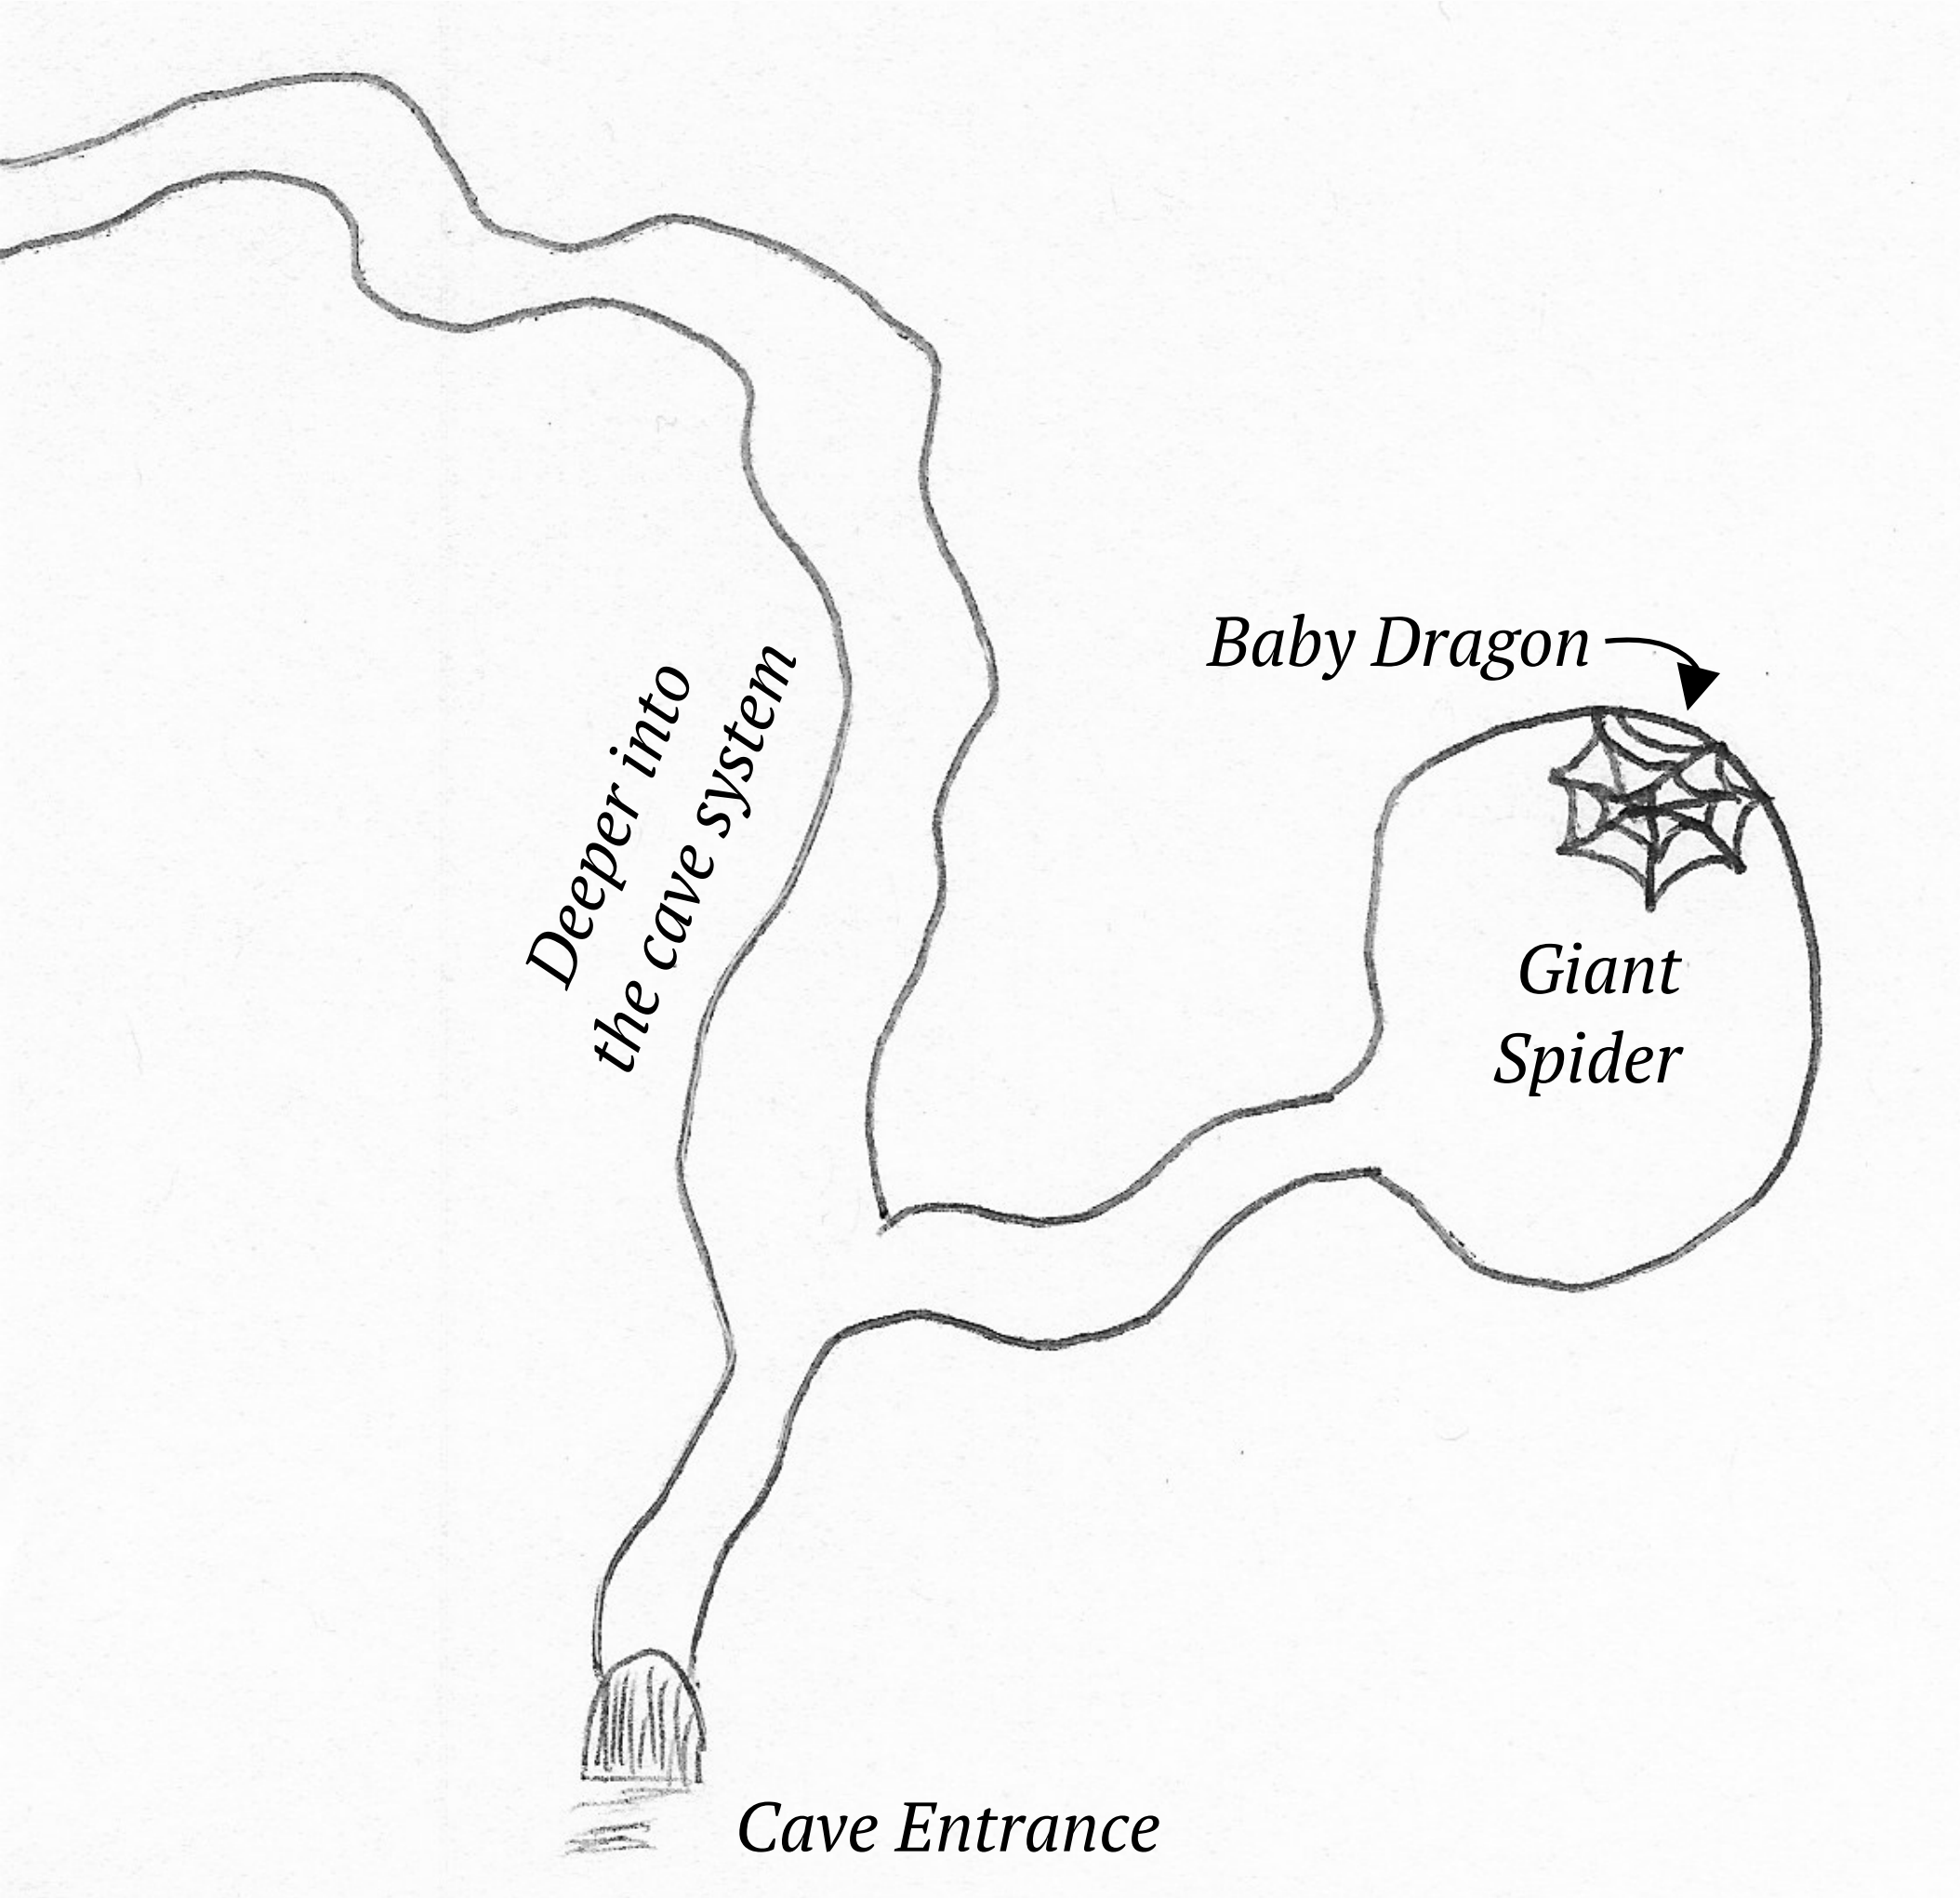 Deeper into
the cave system
Baby Dragon
Giant
Spider
Cave Entrance